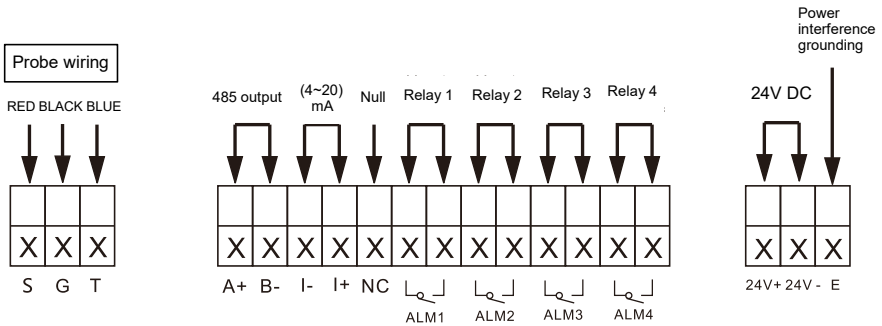 Power
interference
grounding
Probe wiring
RED BLACK BLUE
485 output
(4~20)
mA
Null
Relay 1
Relay 2
Relay 3
Relay 4
24V DC
X X X
X X X X X X X X X X X X X
X X X
S G T
A+ B- I- I+ NC
ALM1 ALM2 ALM3 ALM4
24V+ 24V - E